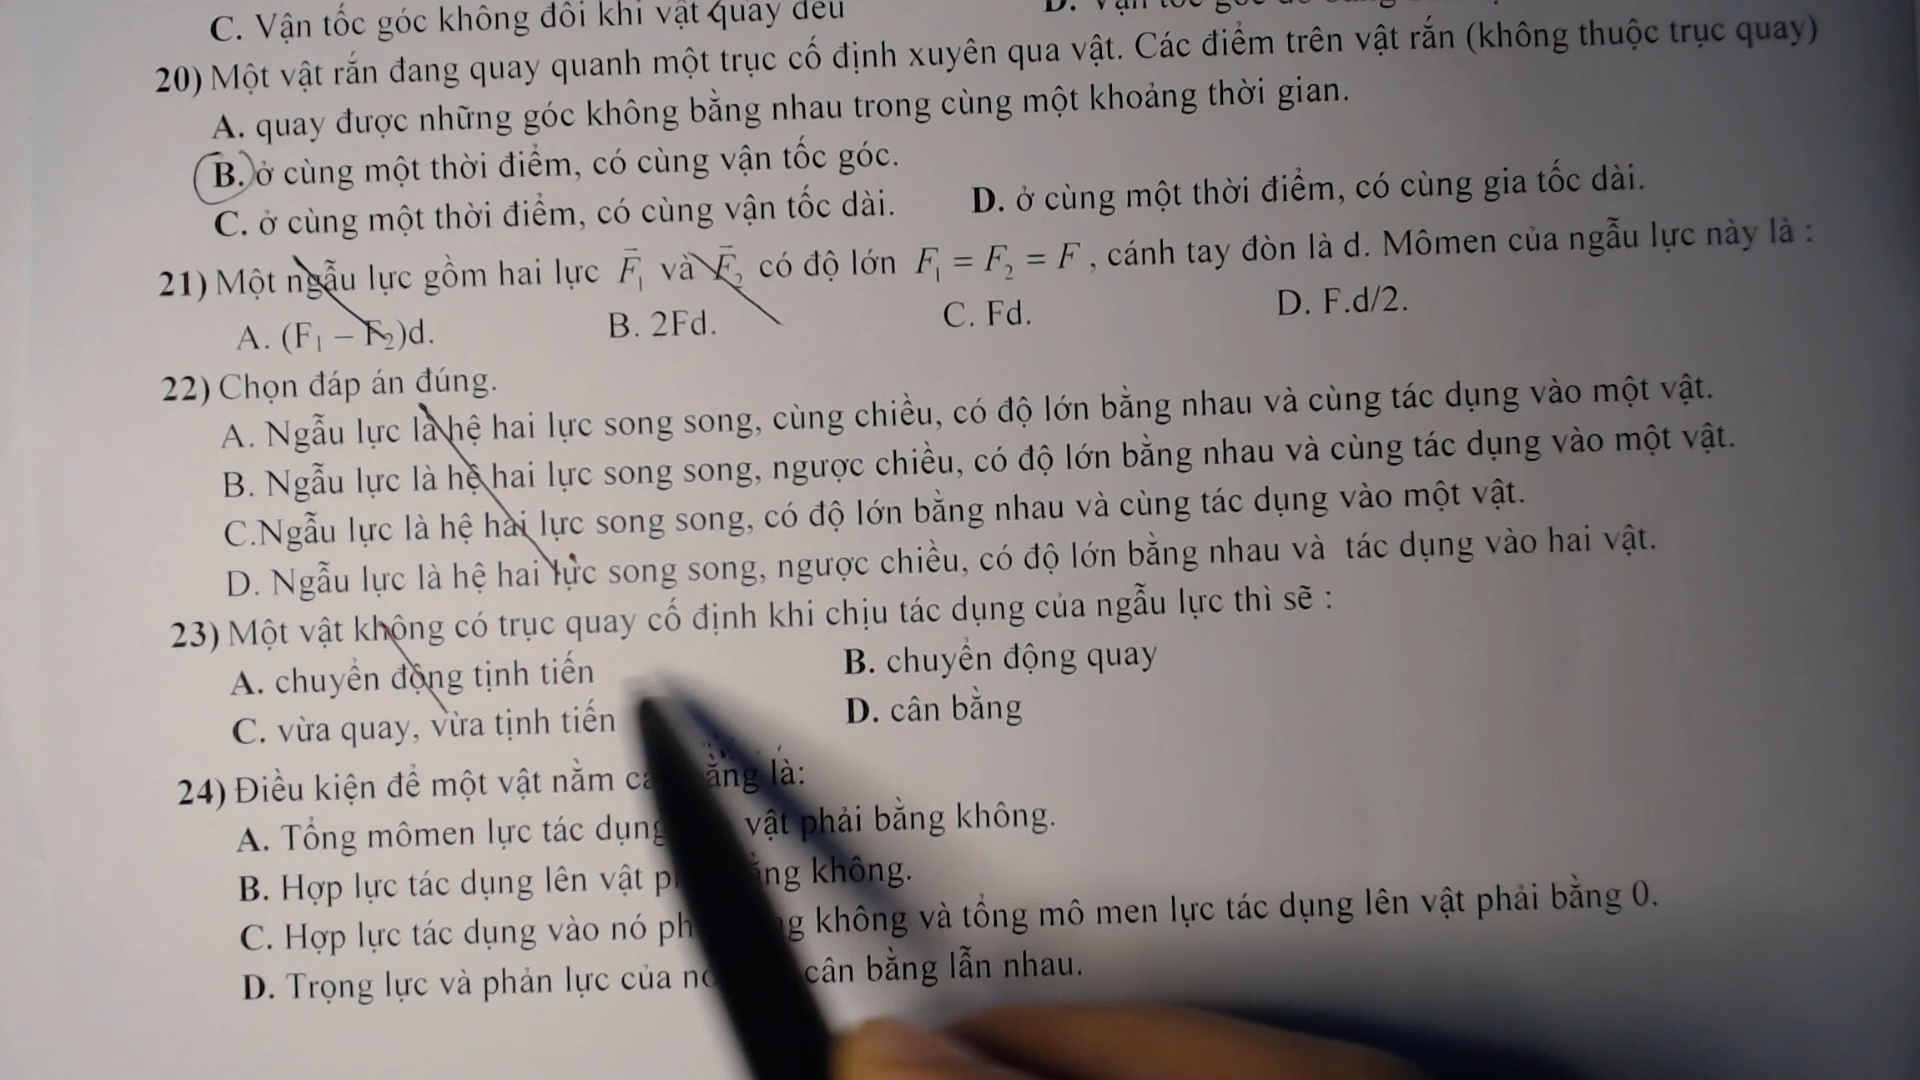 C. Vận tốc góc không đổi khi vật quay đều
20) Một vật rắn đang quay quanh một trục cố định xuyên qua vật. Các điểm trên vật rắn (không thuộc trục quay)
A. quay được những góc không bằng nhau trong cùng một khoảng thời gian.
B. ở cùng một thời điểm, có cùng vận tốc góc.
C. ở cùng một thời điểm, có cùng vận tốc dài. D. ở cùng một thời điểm, có cùng gia tốc dài.
21) Một ngẫu lực gồm hai lực F̄₁ và F̄₂ có độ lớn F₁ = F₂ = F , cánh tay đòn là d. Mômen của ngẫu lực này là :
A. (F₁ – F₂)d. B. 2Fd. C. Fd. D. F.d/2.
22) Chọn đáp án đúng.
A. Ngẫu lực là hệ hai lực song song, cùng chiều, có độ lớn bằng nhau và cùng tác dụng vào một vật.
B. Ngẫu lực là hệ hai lực song song, ngược chiều, có độ lớn bằng nhau và cùng tác dụng vào một vật.
C.Ngẫu lực là hệ hai lực song song, có độ lớn bằng nhau và cùng tác dụng vào một vật.
D. Ngẫu lực là hệ hai lực song song, ngược chiều, có độ lớn bằng nhau và tác dụng vào hai vật.
23) Một vật không có trục quay cố định khi chịu tác dụng của ngẫu lực thì sẽ :
A. chuyển động tịnh tiến B. chuyển động quay
C. vừa quay, vừa tịnh tiến D. cân bằng
24) Điều kiện để một vật nằm là:
A. Tổng mômen lực tác dụng vật phải bằng không.
B. Hợp lực tác dụng lên vật không.
C. Hợp lực tác dụng vào nó không và tổng mô men lực tác dụng lên vật phải bằng 0.
D. Trọng lực và phản lực của cân bằng lẫn nhau.